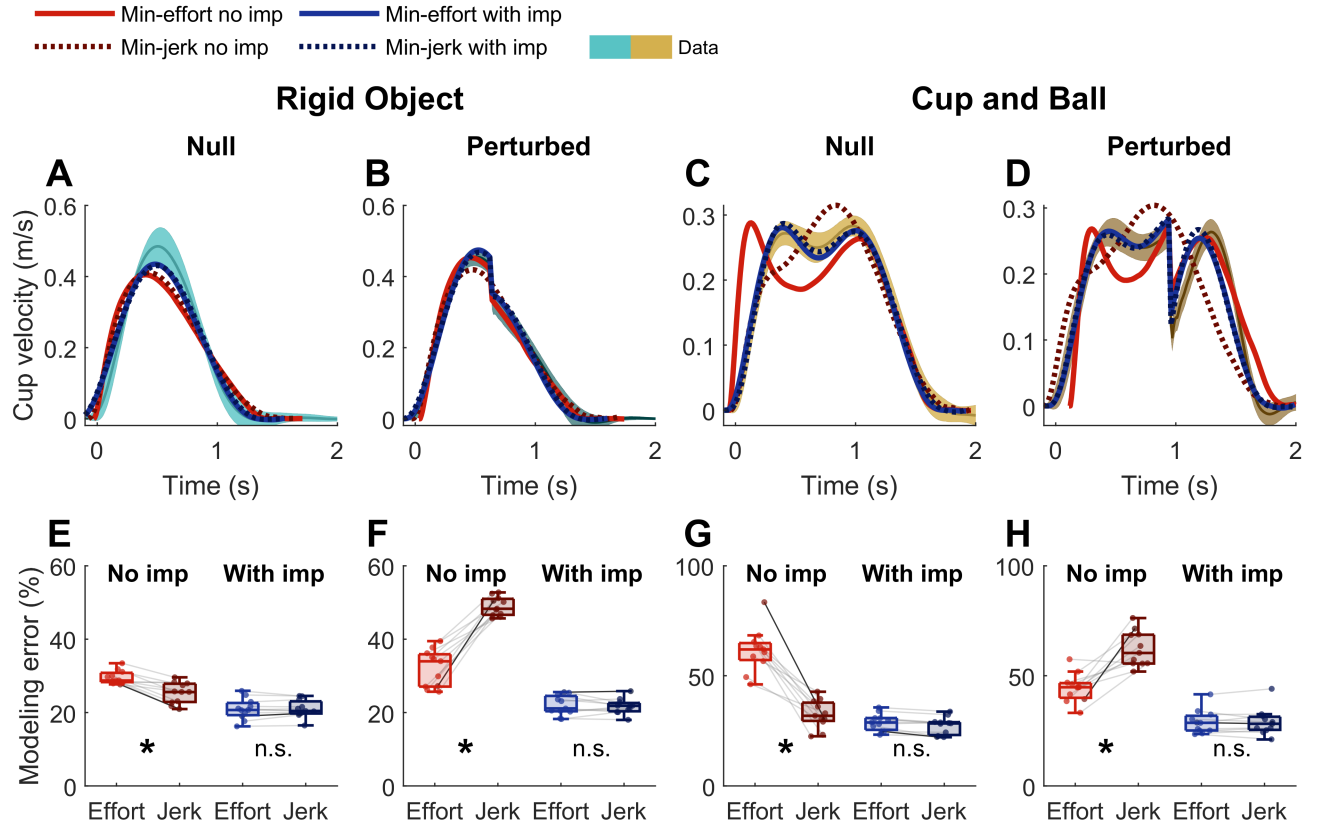 Min-effort no imp
Min-effort with imp
Min-jerk no imp
Min-jerk with imp
Data
Rigid Object
Cup and Ball
Null
Perturbed
Null
Perturbed
A
B
C
D
Cup velocity (m/s)
0.6
0.4
0.2
0
0.6
0.4
0.2
0
0.3
0.2
0.1
0
0.3
0.2
0.1
0
0 1 2
0 1 2
0 1 2
0 1 2
Time (s)
Time (s)
Time (s)
Time (s)
E
F
G
H
Modeling error (%)
60
40
20
0
60
40
20
0
100
50
0
100
50
0
No imp With imp
No imp With imp
No imp With imp
No imp With imp
* n.s.
* n.s.
* n.s.
* n.s.
Effort Jerk Effort Jerk
Effort Jerk Effort Jerk
Effort Jerk Effort Jerk
Effort Jerk Effort Jerk